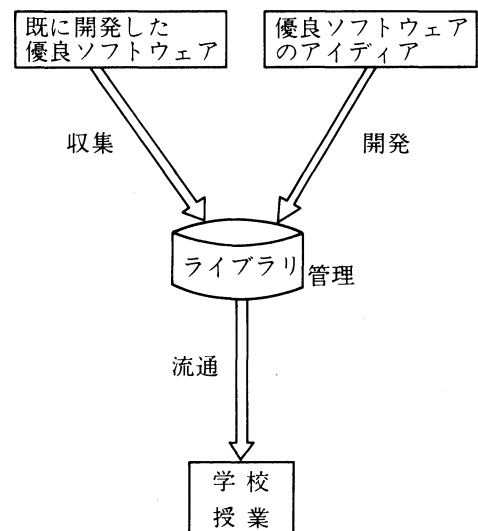 既に開発した
優良ソフトウェア
優良ソフトウェア
のアイディア
収集
開発
ライブラリ
管理
流通
学校
授業